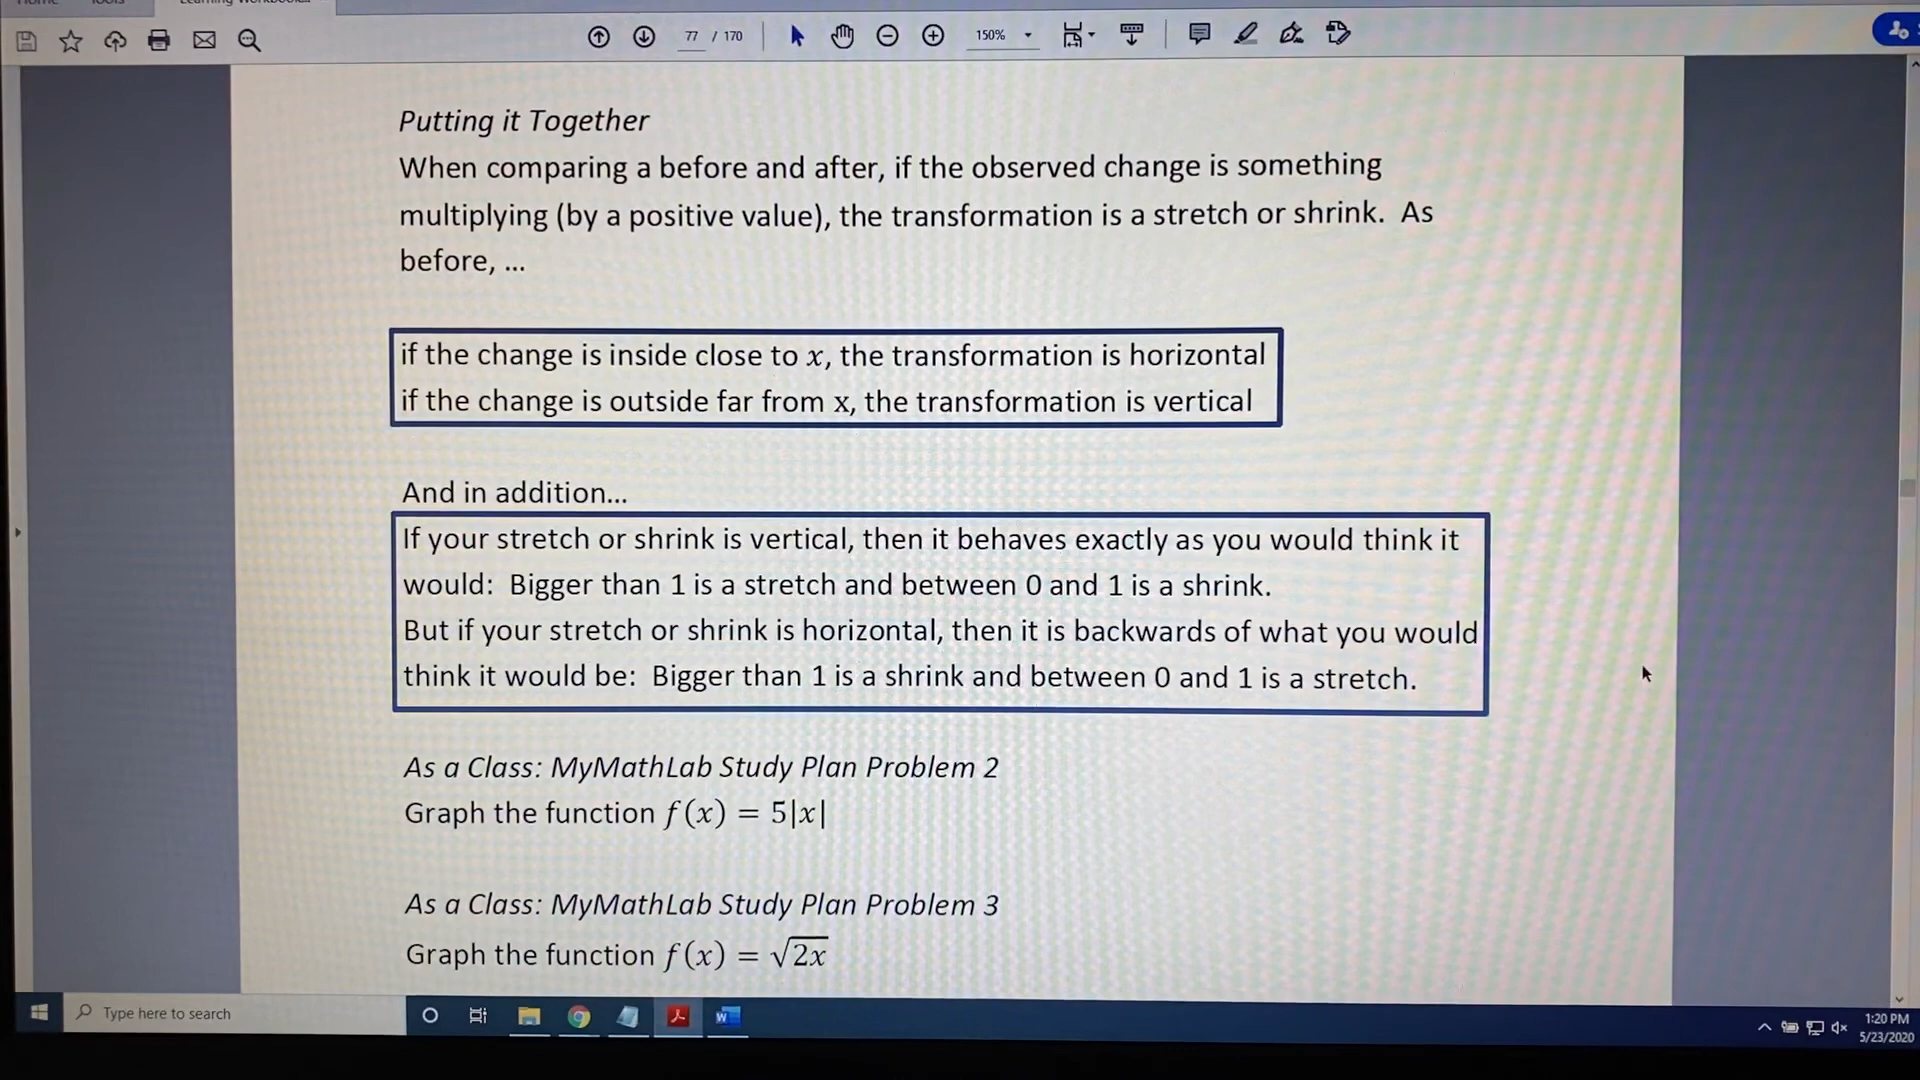 77 / 170
150%
Putting it Together
When comparing a before and after, if the observed change is something
multiplying (by a positive value), the transformation is a stretch or shrink. As
before, ...
if the change is inside close to x, the transformation is horizontal
if the change is outside far from x, the transformation is vertical
And in addition...
If your stretch or shrink is vertical, then it behaves exactly as you would think it
would: Bigger than 1 is a stretch and between 0 and 1 is a shrink.
But if your stretch or shrink is horizontal, then it is backwards of what you would
think it would be: Bigger than 1 is a shrink and between 0 and 1 is a stretch.
As a Class: MyMathLab Study Plan Problem 2
Graph the function f(x) = 5|x|
As a Class: MyMathLab Study Plan Problem 3
Graph the function f(x) = √2x
Type here to search
1:20 PM
5/23/2020